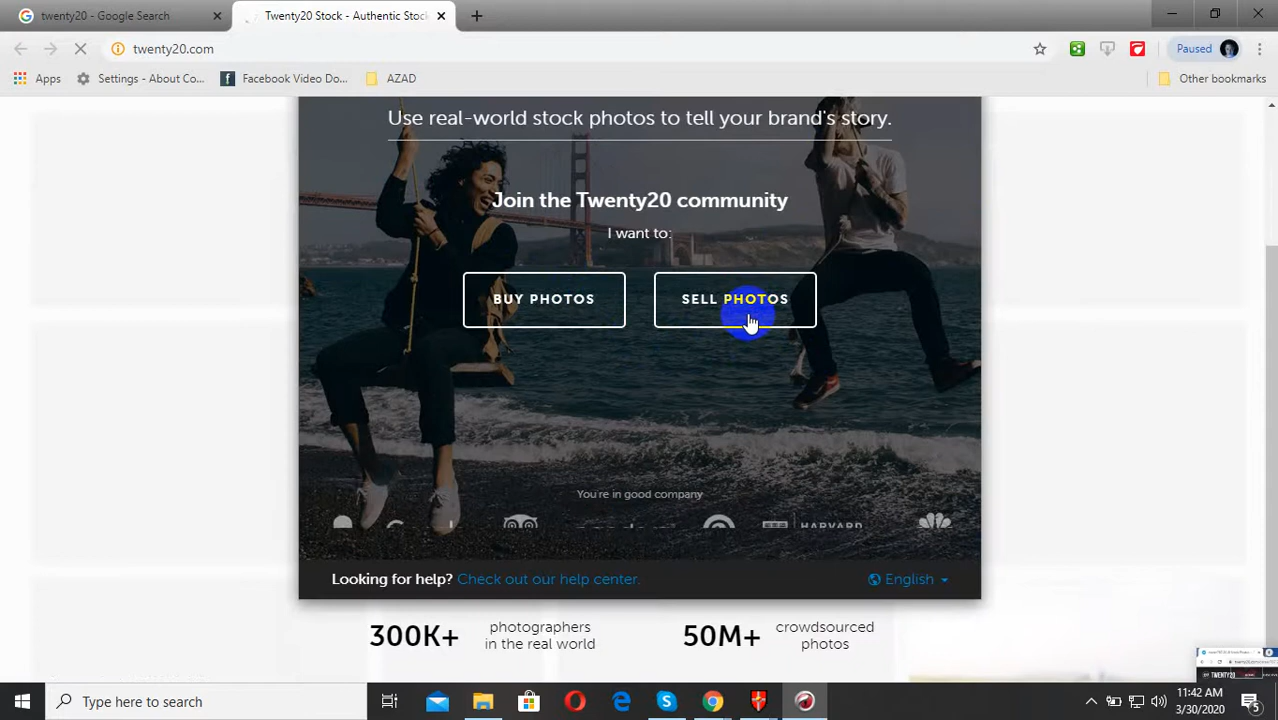 twenty20 - Google Search
Twenty20 Stock - Authentic Stock
twenty20.com
Paused
Apps
Settings - About Co...
Facebook Video Do...
AZAD
Other bookmarks
Use real-world stock photos to tell your brand's story.
Join the Twenty20 community
I want to:
BUY PHOTOS
SELL PHOTOS
You're in good company
HARVARD
Looking for help? Check out our help center.
English
300K+ photographers
in the real world
50M+ crowdsourced
photos
TWENTY20
Type here to search
11:42 AM
3/30/2020
5